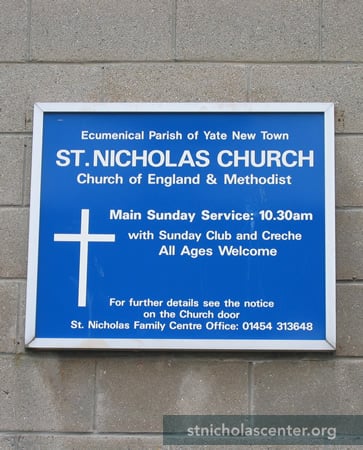 Ecumenical Parish of Yate New Town
ST. NICHOLAS CHURCH
Church of England & Methodist
Main Sunday Service: 10.30am
with Sunday Club and Creche
All Ages Welcome
For further details see the notice
on the Church door
St. Nicholas Family Centre Office: 01454 313648
stnicholascenter.org